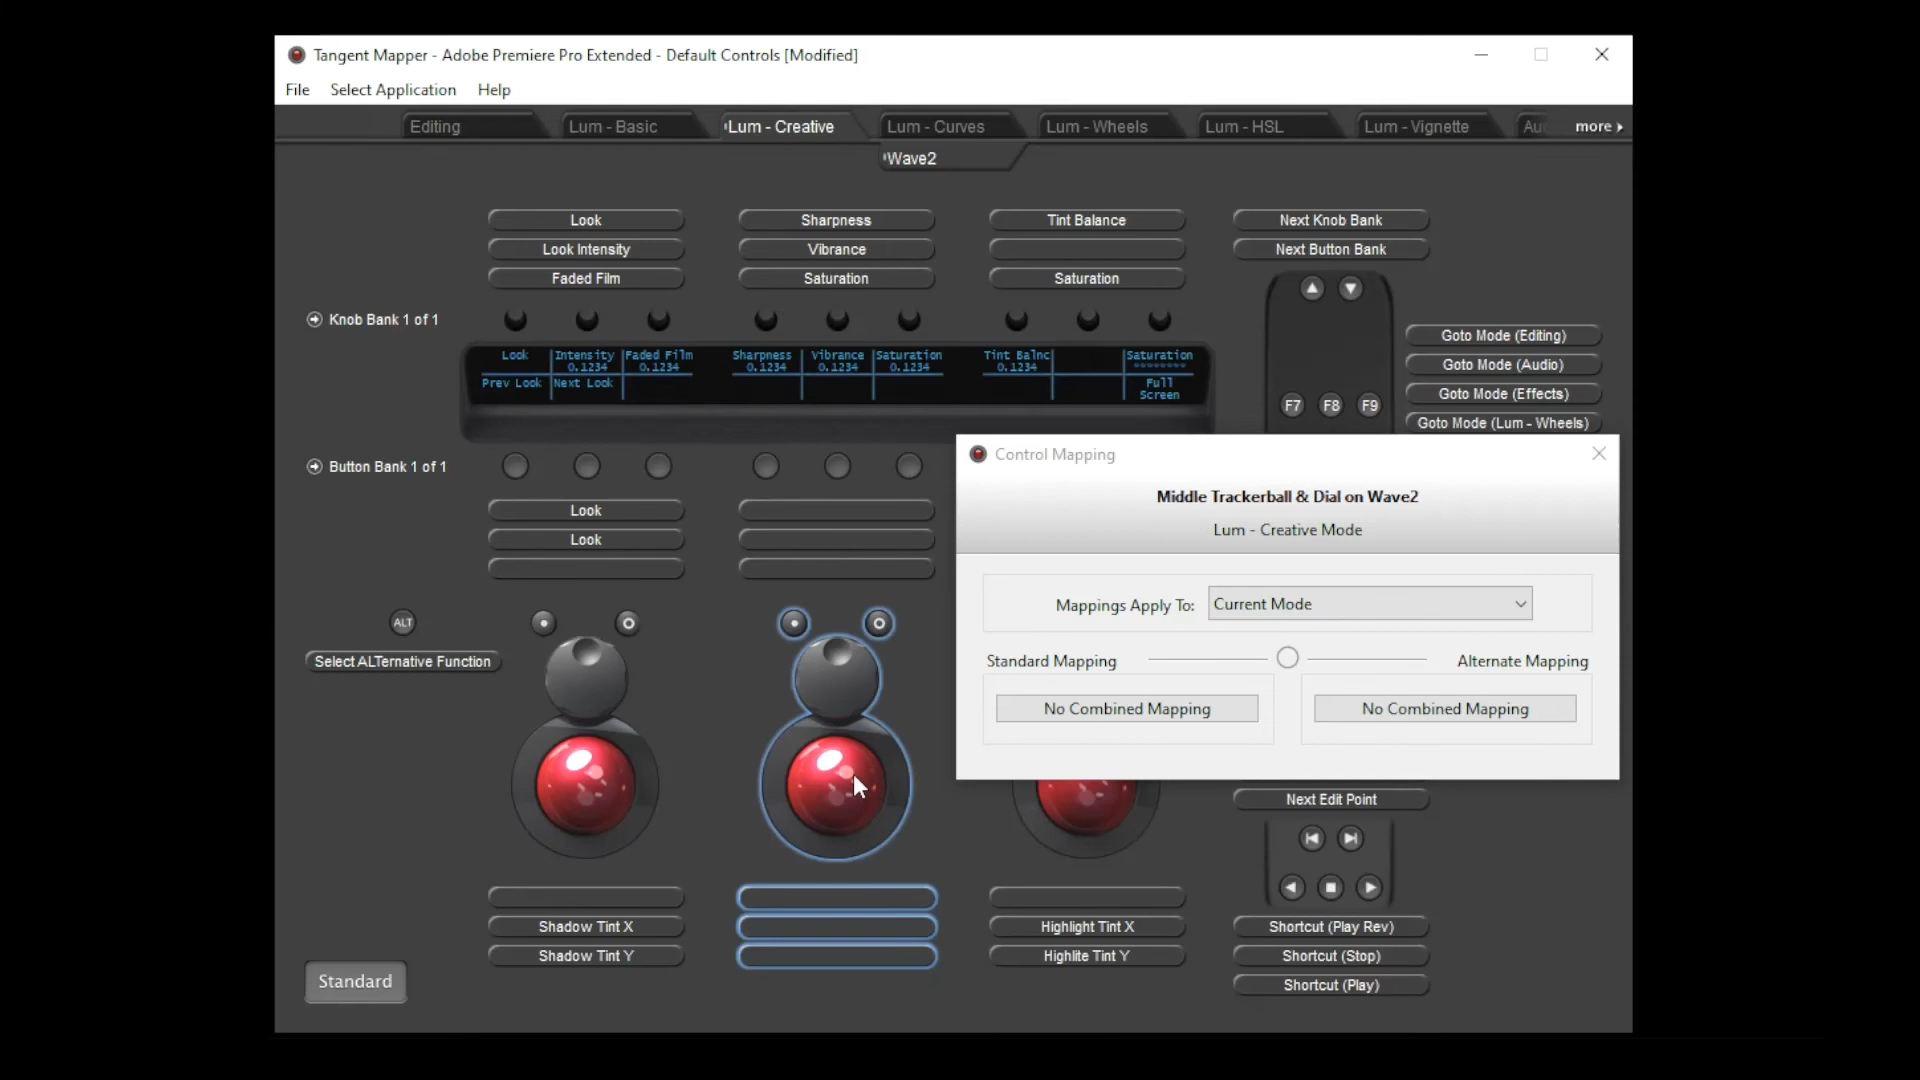 Tangent Mapper - Adobe Premiere Pro Extended - Default Controls [Modified]
File Select Application Help
Editing Lum - Basic Lum - Creative Lum - Curves Lum - Wheels Lum - HSL Lum - Vignette more
Wave2
Look Sharpness Tint Balance Next Knob Bank
Look Intensity Vibrance Next Button Bank
Faded Film Saturation Saturation
Knob Bank 1 of 1
Goto Mode (Editing)
Look Intensity Faded Film Sharpness Vibrance Saturation Tint Balnc Saturation
0.1234 0.1234 0.1234 0.1234 0.1234 0.1234
Goto Mode (Audio)
Prev Look Next Look Full
Screen
Goto Mode (Effects)
F7 F8 F9
Goto Mode (Lum - Wheels)
Control Mapping
Button Bank 1 of 1
Middle Trackerball & Dial on Wave2
Lum - Creative Mode
Look
Look
Mappings Apply To: Current Mode
ALT
Select ALTernative Function
Standard Mapping Alternate Mapping
No Combined Mapping No Combined Mapping
Next Edit Point
Shadow Tint X Highlight Tint X Shortcut (Play Rev)
Shadow Tint Y Highlite Tint Y Shortcut (Stop)
Standard
Shortcut (Play)